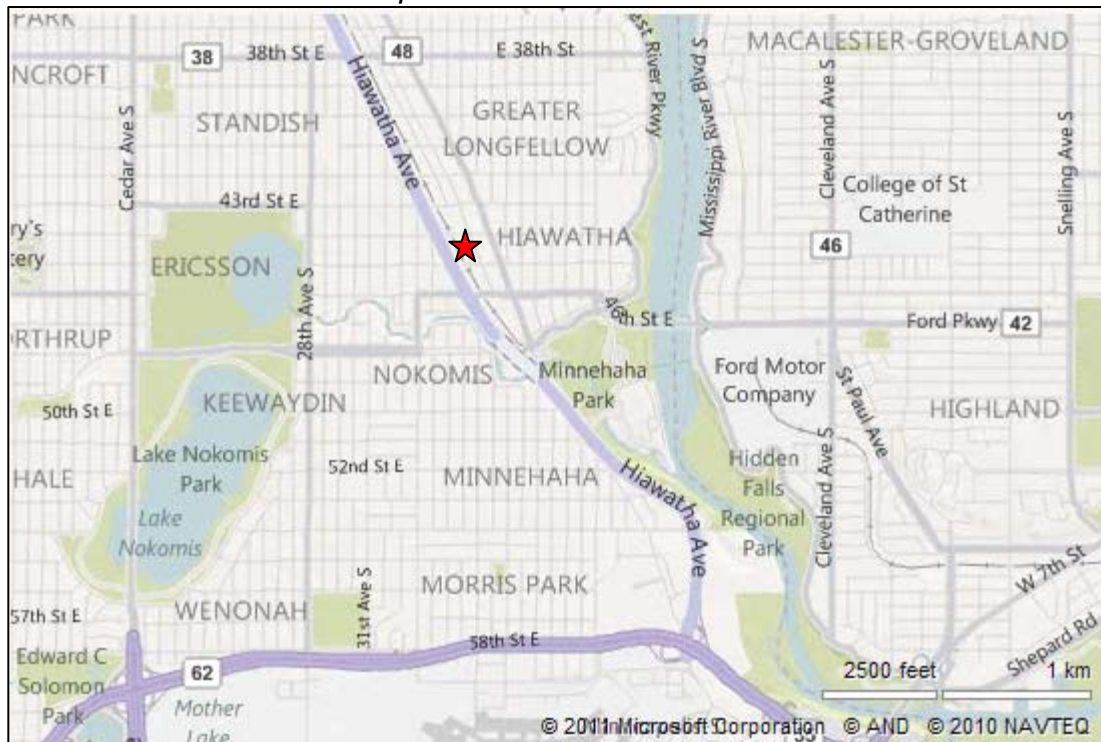 PARK
38
38th St E
48
E 38th St
West River Pkwy
MACALESTER-GROVELAND
NCROFT
Hiawatha Ave
GREATER
LONGFELLOW
STANDISH
Cedar Ave S
Mississippi River Blvd S
Cleveland Ave S
Snelling Ave S
College of St
Catherine
43rd St E
ry's
tery
ERICSSON
HIAWATHA
46
28th Ave S
46th St E
Ford Pkwy
42
RTHRUP
NOKOMIS
Minnehaha
Park
Ford Motor
Company
St Paul Ave
50th St E
KEEWAYDIN
HIGHLAND
Lake Nokomis
Park
52nd St E
MINNEHAHA
Hiawatha Ave
Hidden
Falls
Regional
Park
Cleveland Ave S
HALE
Lake
Nokomis
MORRIS PARK
W 7th St
57th St E
WENONAH
31st Ave S
58th St E
Shepard Rd
Edward C
Solomon
Park
62
Mother
Lake
2500 feet
1 km
© 2011 Microsoft Corporation © AND © 2010 NAVTEQ